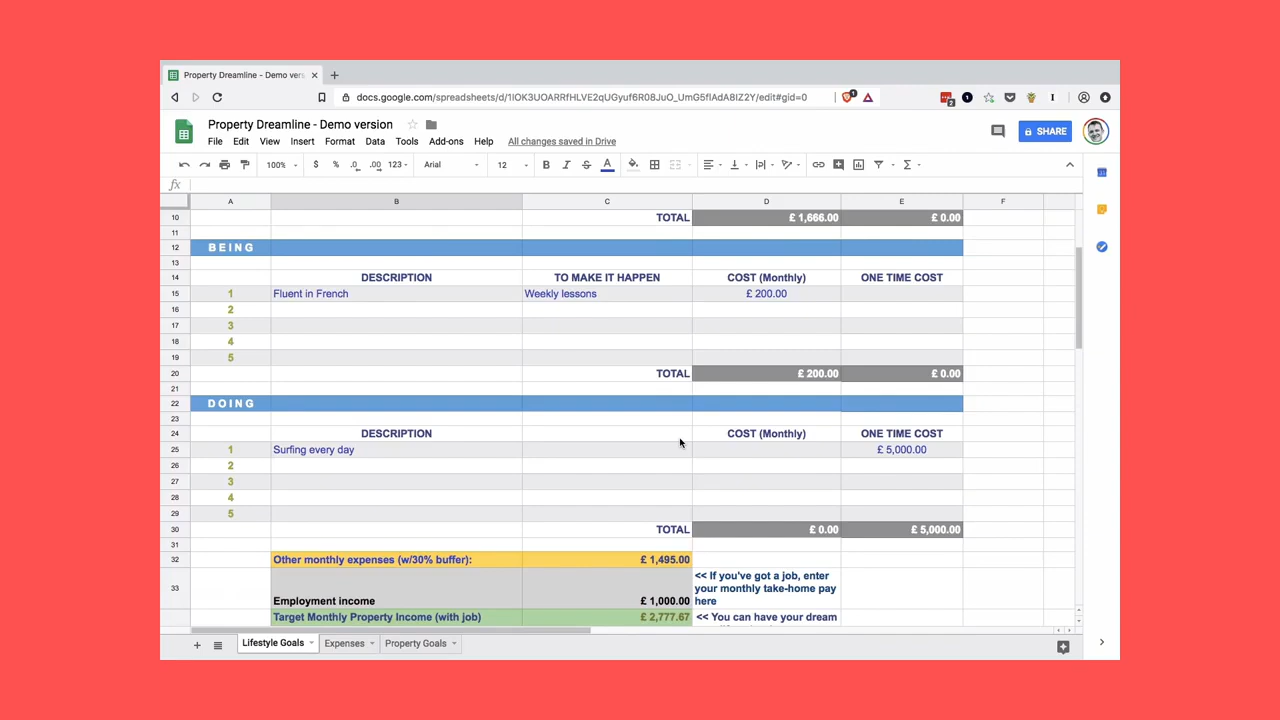 Property Dreamline - Demo vers
docs.google.com/spreadsheets/d/1IOK3UOARRfHLVE2qUGyuf6R08JuO_UmG5fIAdA8IZ2Y/edit#gid=0
Property Dreamline - Demo version
File Edit View Insert Format Data Tools Add-ons Help All changes saved in Drive
SHARE
100% $ % .0 .00 123 Arial 12 B I S A
fx
A B C D E F
10 TOTAL £ 1,666.00 £ 0.00
11
12 BEING
13
14 DESCRIPTION TO MAKE IT HAPPEN COST (Monthly) ONE TIME COST
15 1 Fluent in French Weekly lessons £ 200.00
16 2
17 3
18 4
19 5
20 TOTAL £ 200.00 £ 0.00
21
22 DOING
23
24 DESCRIPTION COST (Monthly) ONE TIME COST
25 1 Surfing every day £ 5,000.00
26 2
27 3
28 4
29 5
30 TOTAL £ 0.00 £ 5,000.00
31
32 Other monthly expenses (w/30% buffer): £ 1,495.00
<< If you've got a job, enter
your monthly take-home pay
33 Employment income £ 1,000.00 here
Target Monthly Property Income (with job) £ 2,777.67 << You can have your dream
Lifestyle Goals Expenses Property Goals